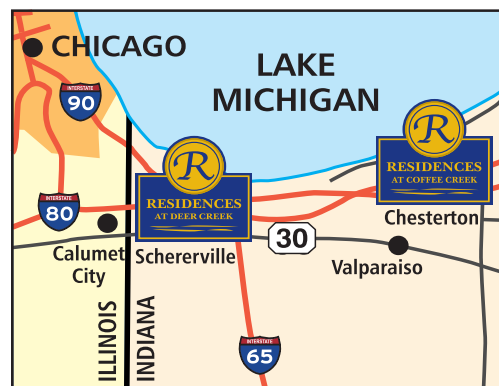 CHICAGO
LAKE
MICHIGAN
INTERSTATE
90
R
RESIDENCES
AT DEER CREEK
R
RESIDENCES
AT COFFEE CREEK
INTERSTATE
80
Chesterton
Calumet
City
Schererville
30
Valparaiso
ILLINOIS
INDIANA
INTERSTATE
65